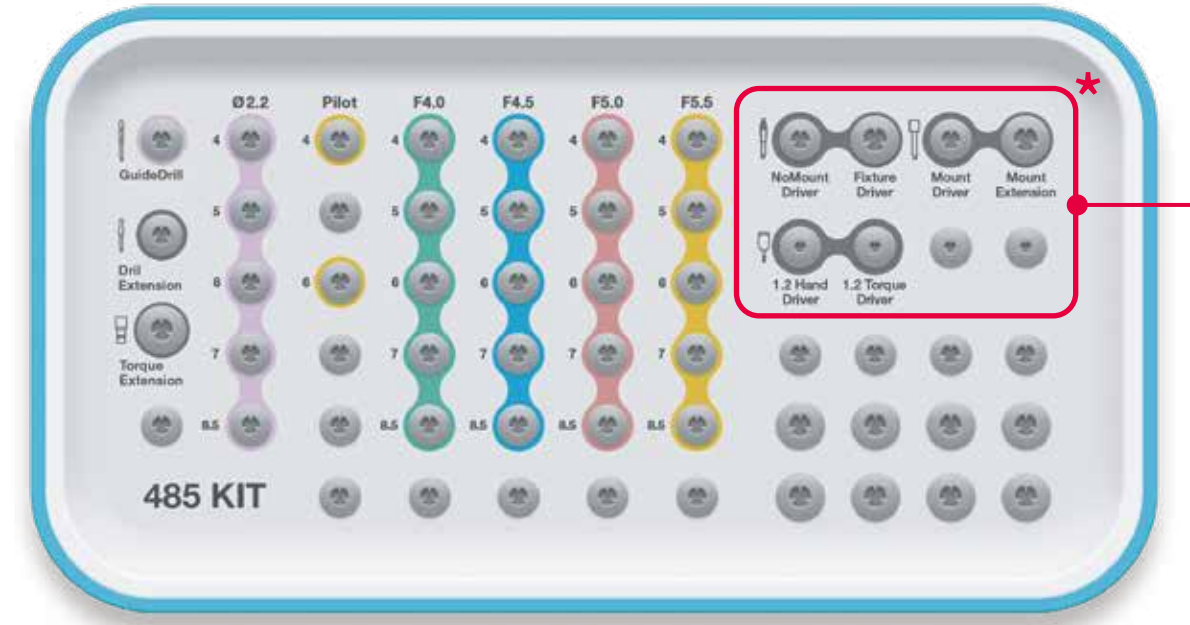 Ø2.2 Pilot F4.0 F4.5 F5.0 F5.5
*
GuideDrill
4 4 4 4 4 4
NoMount
Driver
Fixture
Driver
Mount
Driver
Mount
Extension
5 5 5 5 5
Dril
Extension
6 6 6 6 6 6
1.2 Hand
Driver
1.2 Torque
Driver
Torque
Extension
7 7 7 7 7
8.5 8.5 8.5 8.5 8.5
485 KIT